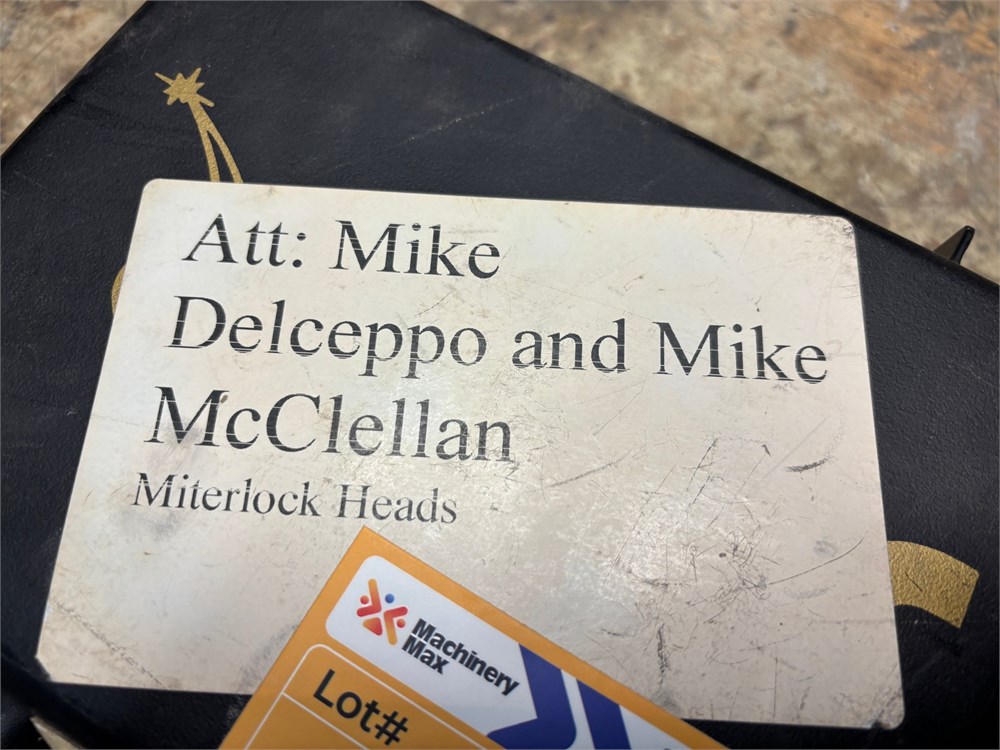 Att: Mike
Delceppo and Mike
McClellan
Miterlock Heads
Machinery
Max
Lot#